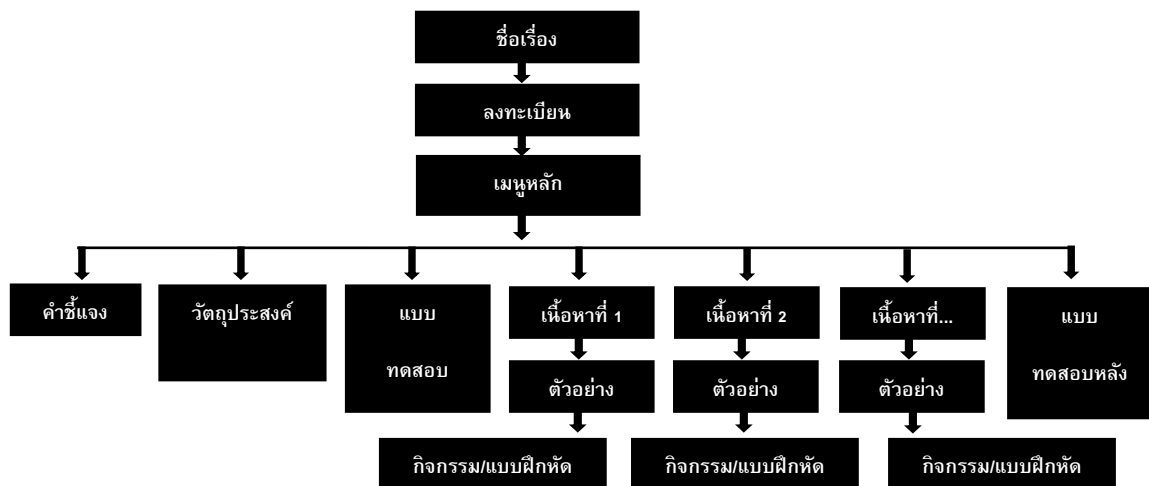 ชื่อเรื่อง
ลงทะเบียน
เมนูหลัก
คำชี้แจง
วัตถุประสงค์
แบบ
ทดสอบ
เนื้อหาที่ 1
เนื้อหาที่ 2
เนื้อหาที่...
แบบ
ทดสอบหลัง
ตัวอย่าง
ตัวอย่าง
ตัวอย่าง
กิจกรรม/แบบฝึกหัด
กิจกรรม/แบบฝึกหัด
กิจกรรม/แบบฝึกหัด